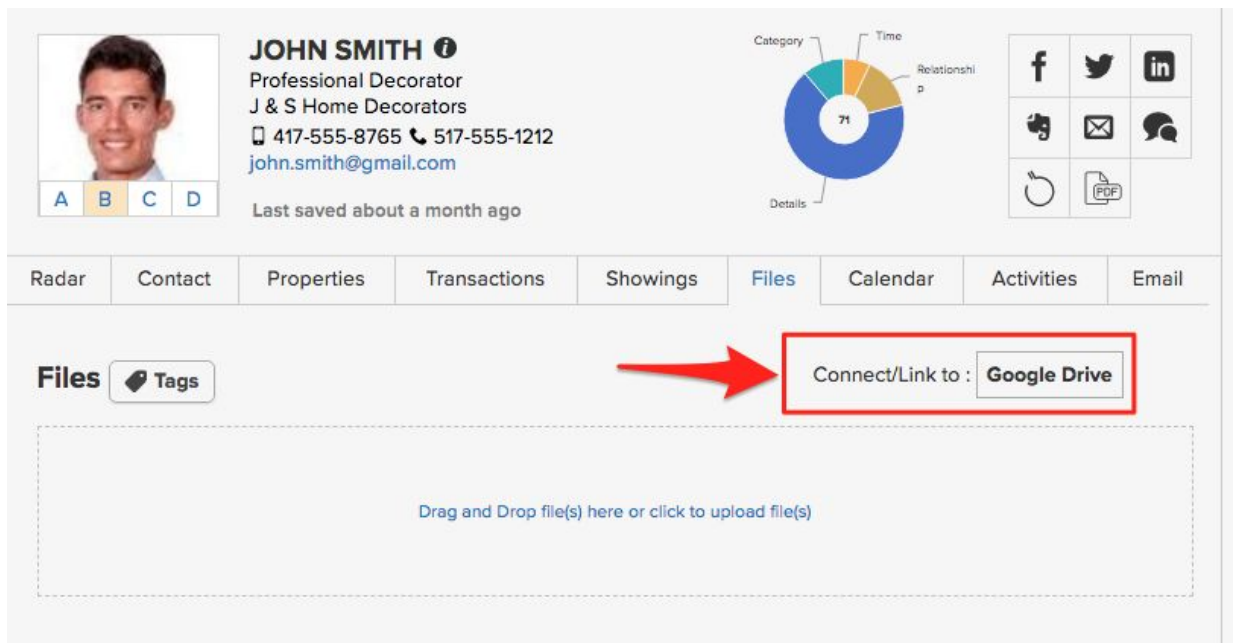 JOHN SMITH
Professional Decorator
J & S Home Decorators
417-555-8765 517-555-1212
john.smith@gmail.com
Last saved about a month ago
A B C D
Category
Time
Relationshi
p
71
Details
f
in
PDF
Radar Contact Properties Transactions Showings Files Calendar Activities Email
Files Tags
Connect/Link to : Google Drive
Drag and Drop file(s) here or click to upload file(s)